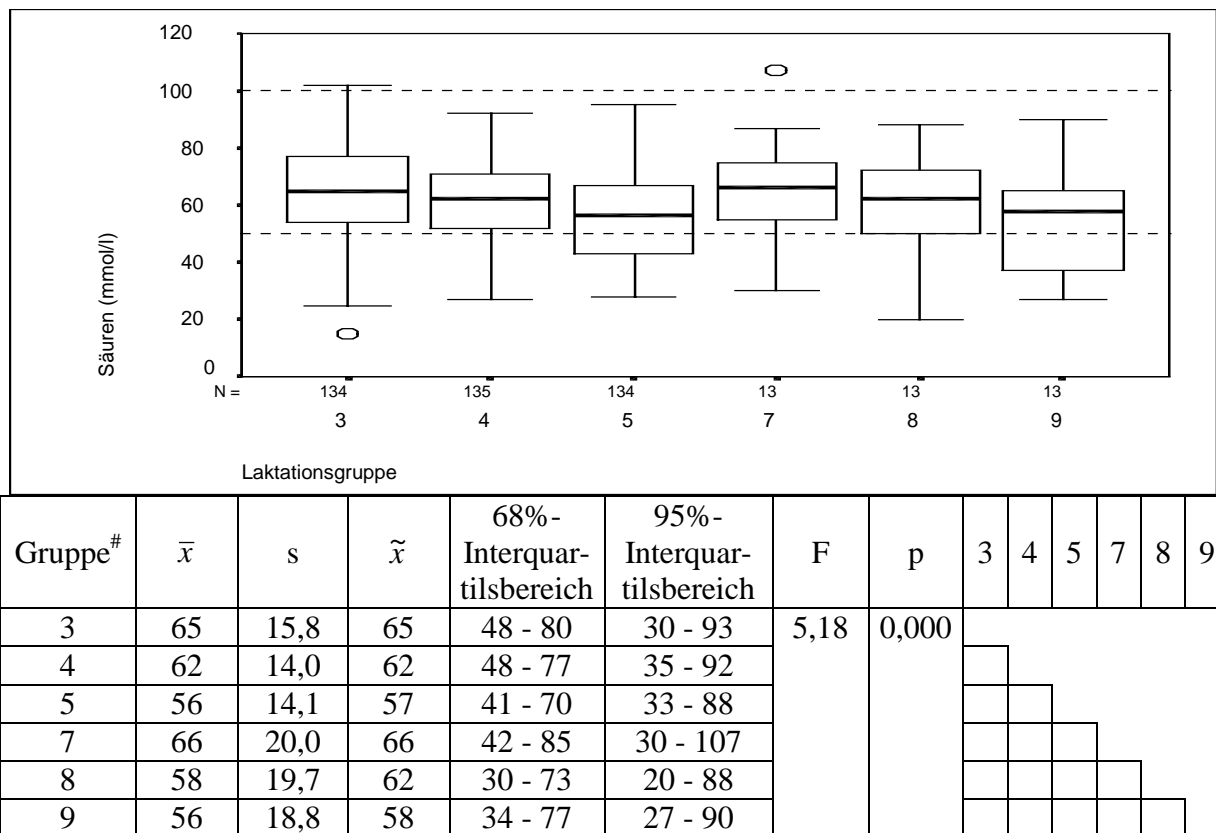 120
100
80
60
40
20
0
Säuren (mmol/l)
N = 134 135 134 13 13 13
3 4 5 7 8 9
Laktationsgruppe
Gruppe# x̅ s x̃ 68%-Interquar-tilsbereich 95%-Interquar-tilsbereich F p 3 4 5 7 8 9
3 65 15,8 65 48 - 80 30 - 93 5,18 0,000
4 62 14,0 62 48 - 77 35 - 92
5 56 14,1 57 41 - 70 33 - 88
7 66 20,0 66 42 - 85 30 - 107
8 58 19,7 62 30 - 73 20 - 88
9 56 18,8 58 34 - 77 27 - 90